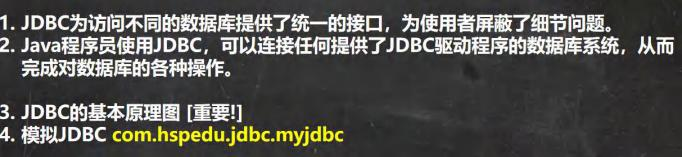 1. JDBC为访问不同的数据库提供了统一的接口，为使用者屏蔽了细节问题。
2. Java程序员使用JDBC，可以连接任何提供了JDBC驱动程序的数据库系统，从而
完成对数据库的各种操作。
3. JDBC的基本原理图 [重要!]
4. 模拟JDBC com.hspedu.jdbc.myjdbc